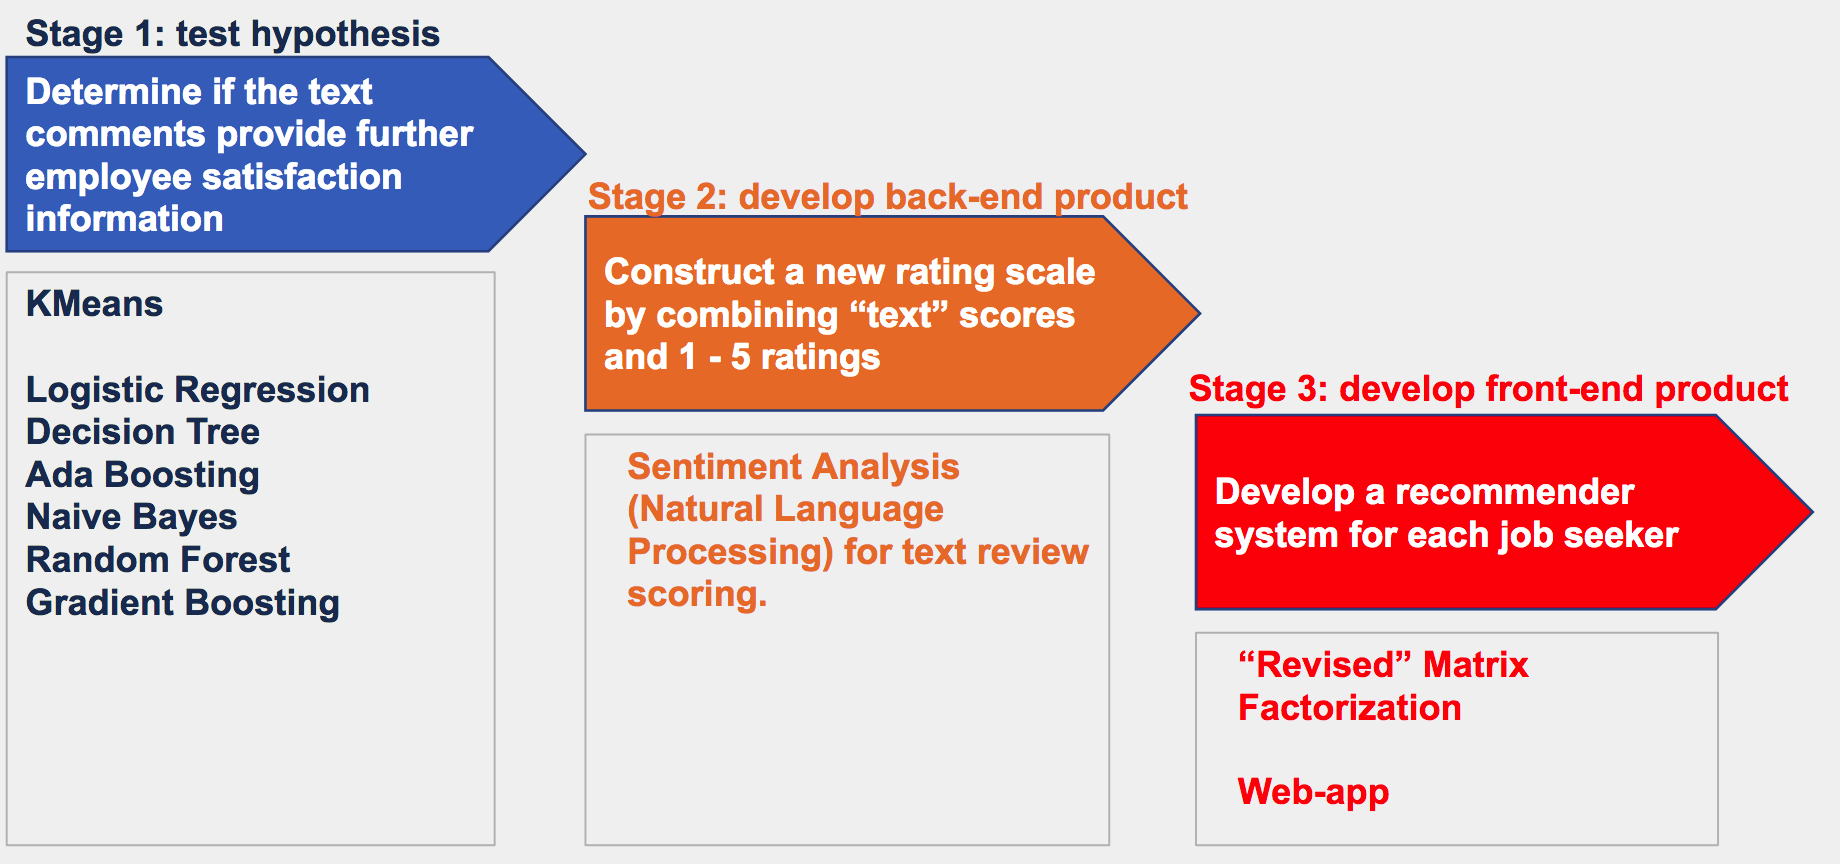 Stage 1: test hypothesis
Determine if the text
comments provide further
employee satisfaction
information
KMeans
Logistic Regression
Decision Tree
Ada Boosting
Naive Bayes
Random Forest
Gradient Boosting
Stage 2: develop back-end product
Construct a new rating scale
by combining “text” scores
and 1 - 5 ratings
Sentiment Analysis
(Natural Language
Processing) for text review
scoring.
Stage 3: develop front-end product
Develop a recommender
system for each job seeker
“Revised” Matrix
Factorization
Web-app